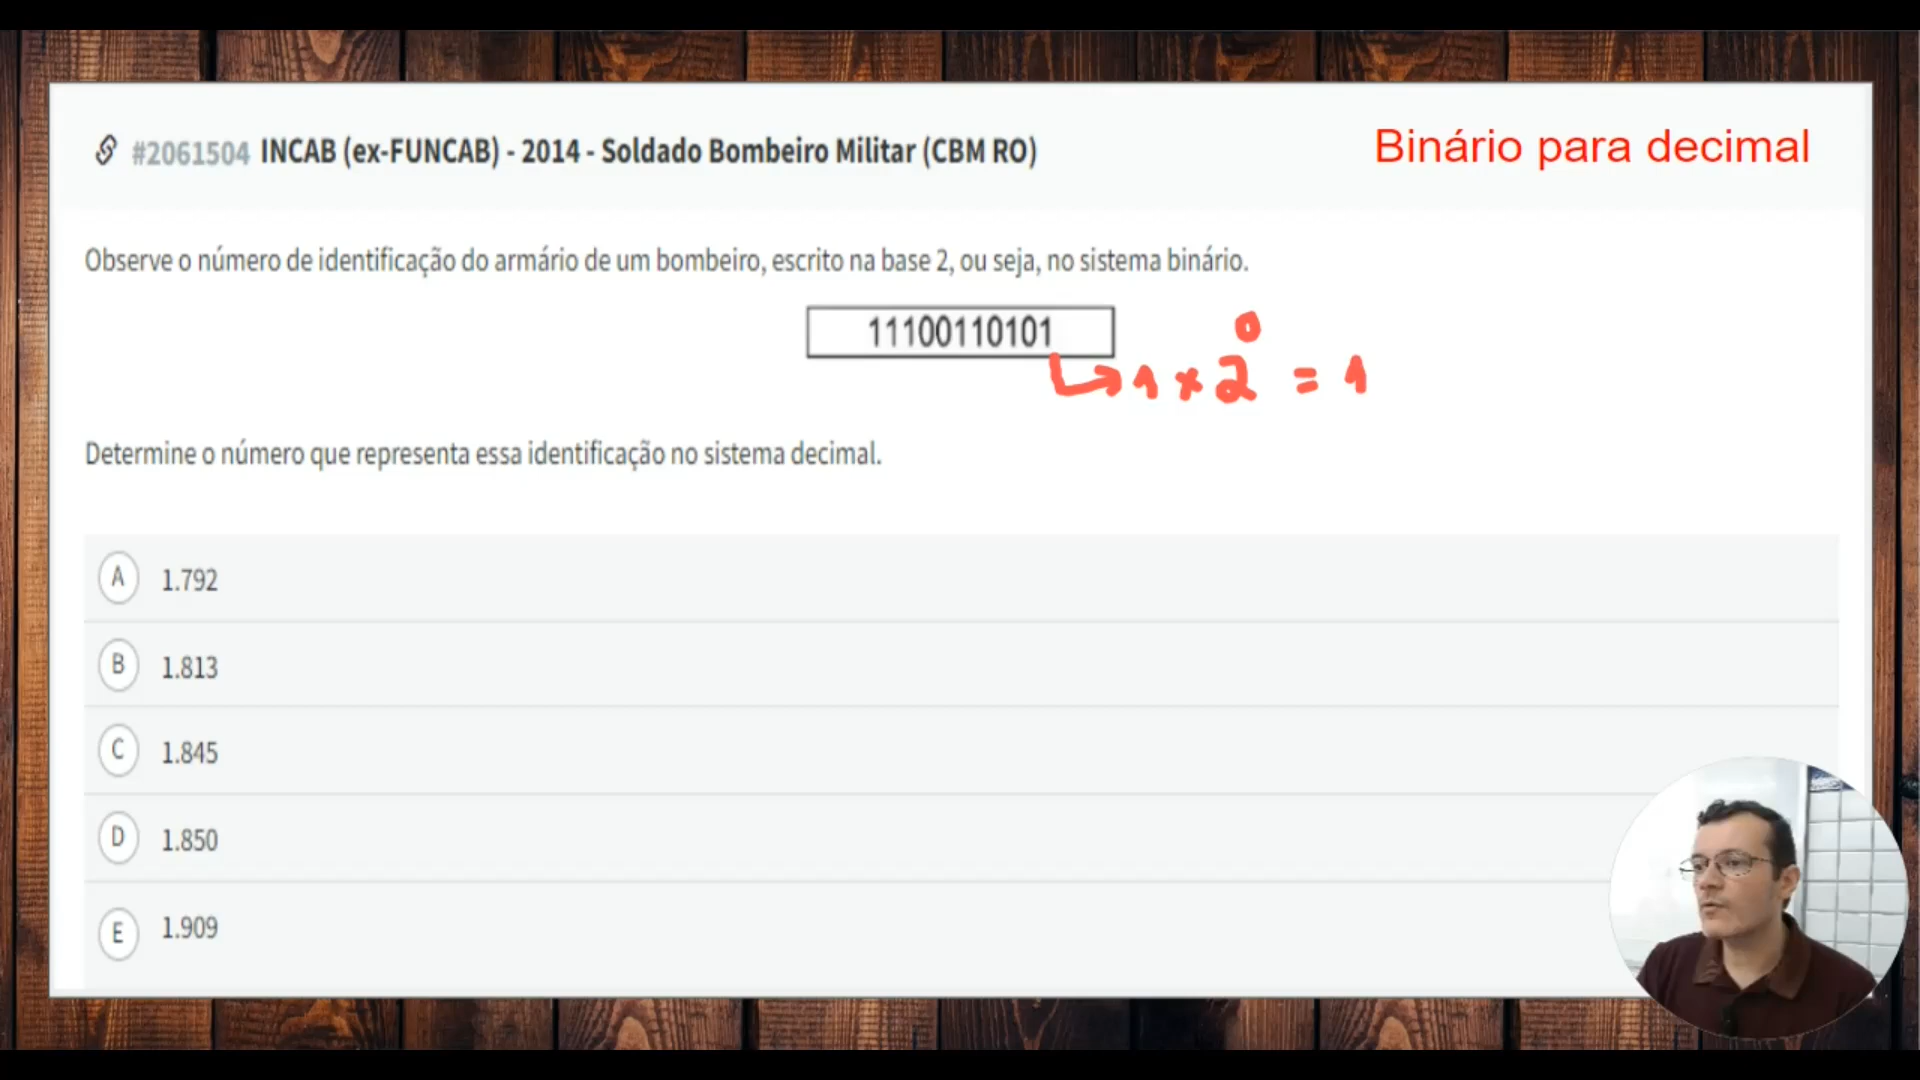 #2061504 INCAB (ex-FUNCAB) - 2014 - Soldado Bombeiro Militar (CBM RO)
Binário para decimal
Observe o número de identificação do armário de um bombeiro, escrito na base 2, ou seja, no sistema binário.
11100110101
1 × 2⁰ = 1
Determine o número que representa essa identificação no sistema decimal.
A 1.792
B 1.813
C 1.845
D 1.850
E 1.909